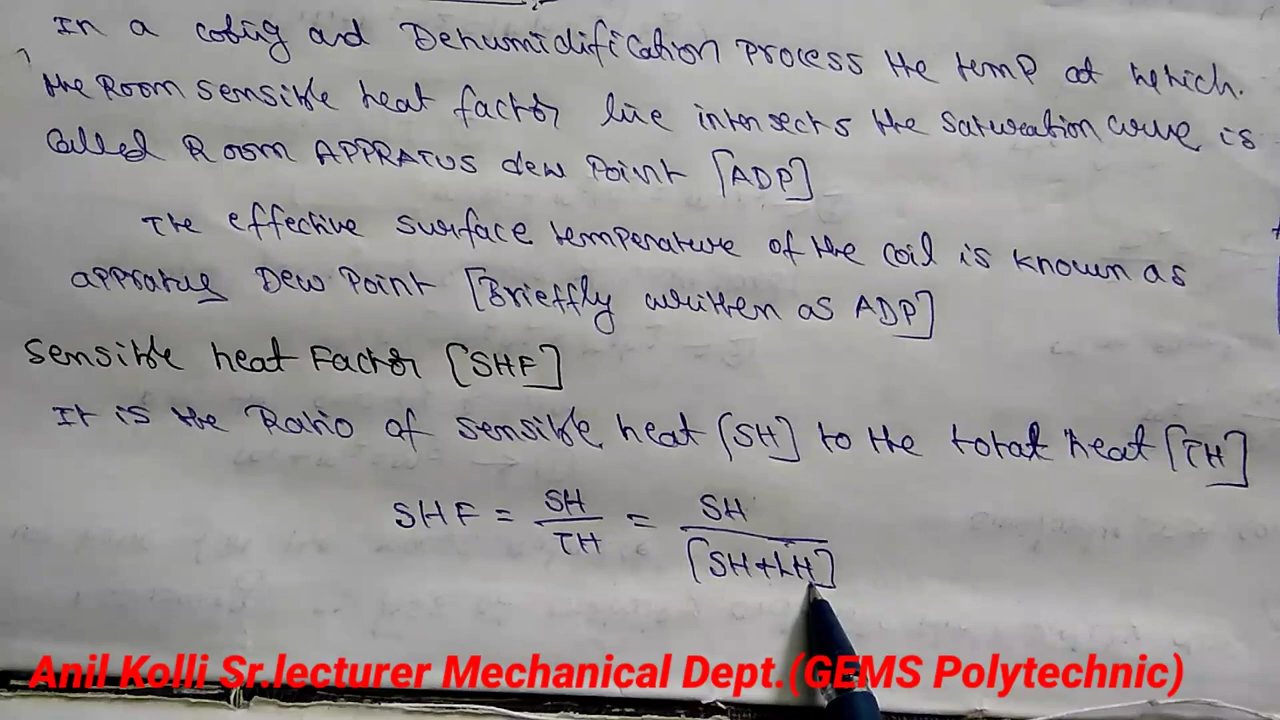 In a coolig and Dehumidification process the temp at which.
the Room sensible heat factor line intersects the saturation curve is
Called Room APPRATUS dew Point [ADP]
The effective surface temperature of the coil is known as
appratus Dew Point [Brieffly written as ADP]
Sensible heat Factor [SHF]
It is the Ratio of sensible heat [SH] to the total heat [TH]
SHF = SH/TH = SH/[SH+LH]
Anil Kolli Sr.lecturer Mechanical Dept.(GEMS Polytechnic)